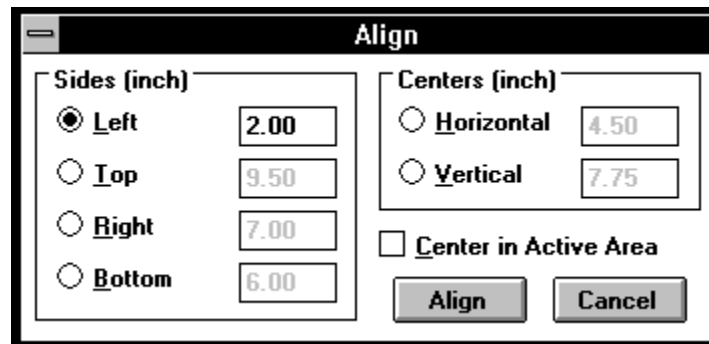 Align
Sides (inch)
Left 2.00
Top 9.50
Right 7.00
Bottom 6.00
Centers (inch)
Horizontal 4.50
Vertical 7.75
Center in Active Area
Align Cancel